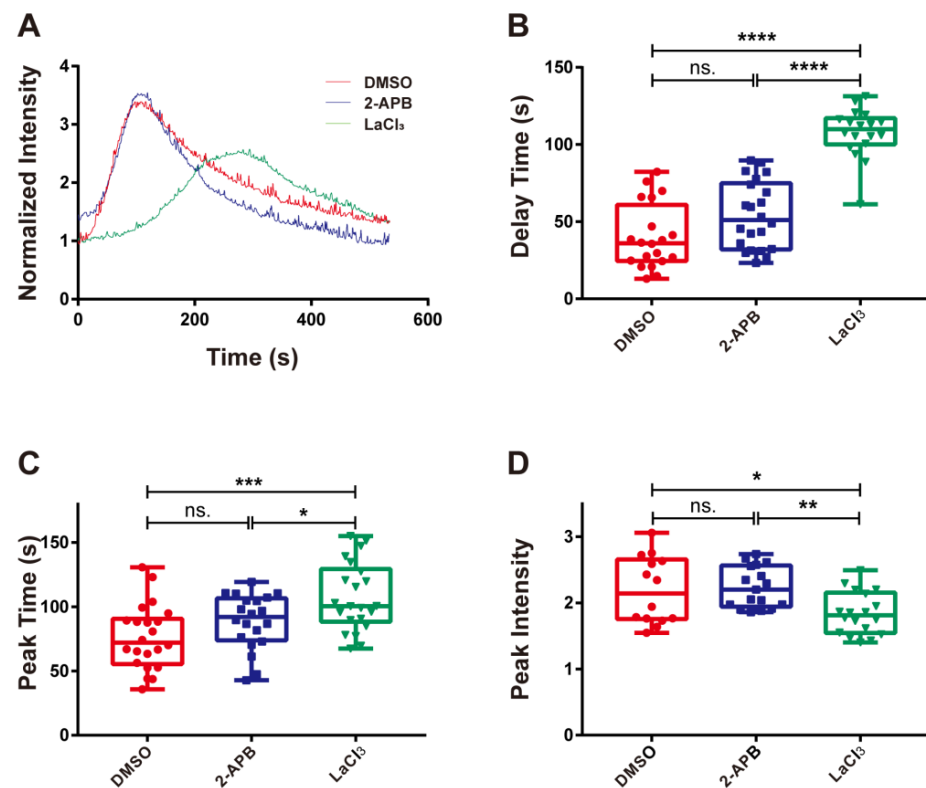 A
Normalized Intensity
4
3
2
1
0
0 200 400 600
Time (s)
DMSO
2-APB
LaCl₃
B
Delay Time (s)
150
100
50
0
****
ns. ****
DMSO 2-APB LaCl³
C
Peak Time (s)
150
100
50
0
***
ns. *
DMSO 2-APB LaCl³
D
Peak Intensity
3
2
1
0
*
ns. **
DMSO 2-APB LaCl³